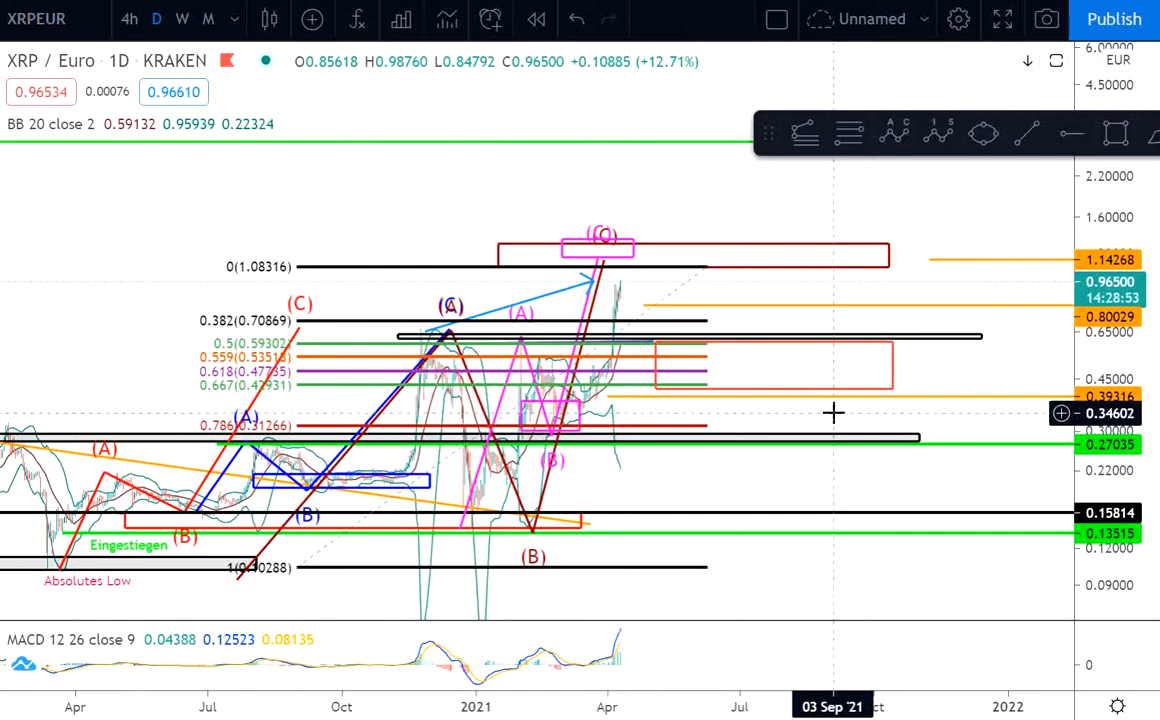 XRPEUR 4h D W M Unnamed Publish
XRP / Euro · 1D · KRAKEN O0.85618 H0.98760 L0.84792 C0.96500 +0.10885 (+12.71%)
0.96534 0.00076 0.96610
BB 20 close 2 0.59132 0.95939 0.22324
A C
1 5
6.00000
EUR
4.50000
2.20000
1.60000
1.14268
0.96500
14:28:53
0.80029
0.65000
0.45000
0.39316
0.34602
0.30000
0.27035
0.22000
0.15814
0.13515
0.12000
0.09000
0(1.08316)
0.382(0.70869)
0.5(0.59302)
0.559(0.53513)
0.618(0.47735)
0.667(0.42931)
0.786(0.31266)
1(0.10288)
(C)
(A)
(A)
(A)
(B)
(B)
(B)
(B)
Eingestiegen
Absolutes Low
MACD 12 26 close 9 0.04388 0.12523 0.08135
0
Apr Jul Oct 2021 Apr Jul 03 Sep '21 ct 2022